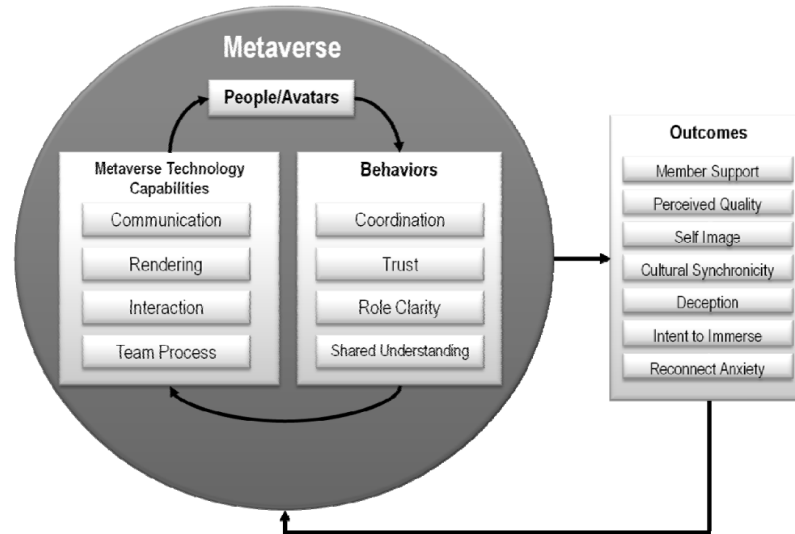 Metaverse
People/Avatars
Metaverse Technology
Capabilities
Communication
Rendering
Interaction
Team Process
Behaviors
Coordination
Trust
Role Clarity
Shared Understanding
Outcomes
Member Support
Perceived Quality
Self Image
Cultural Synchronicity
Deception
Intent to Immerse
Reconnect Anxiety